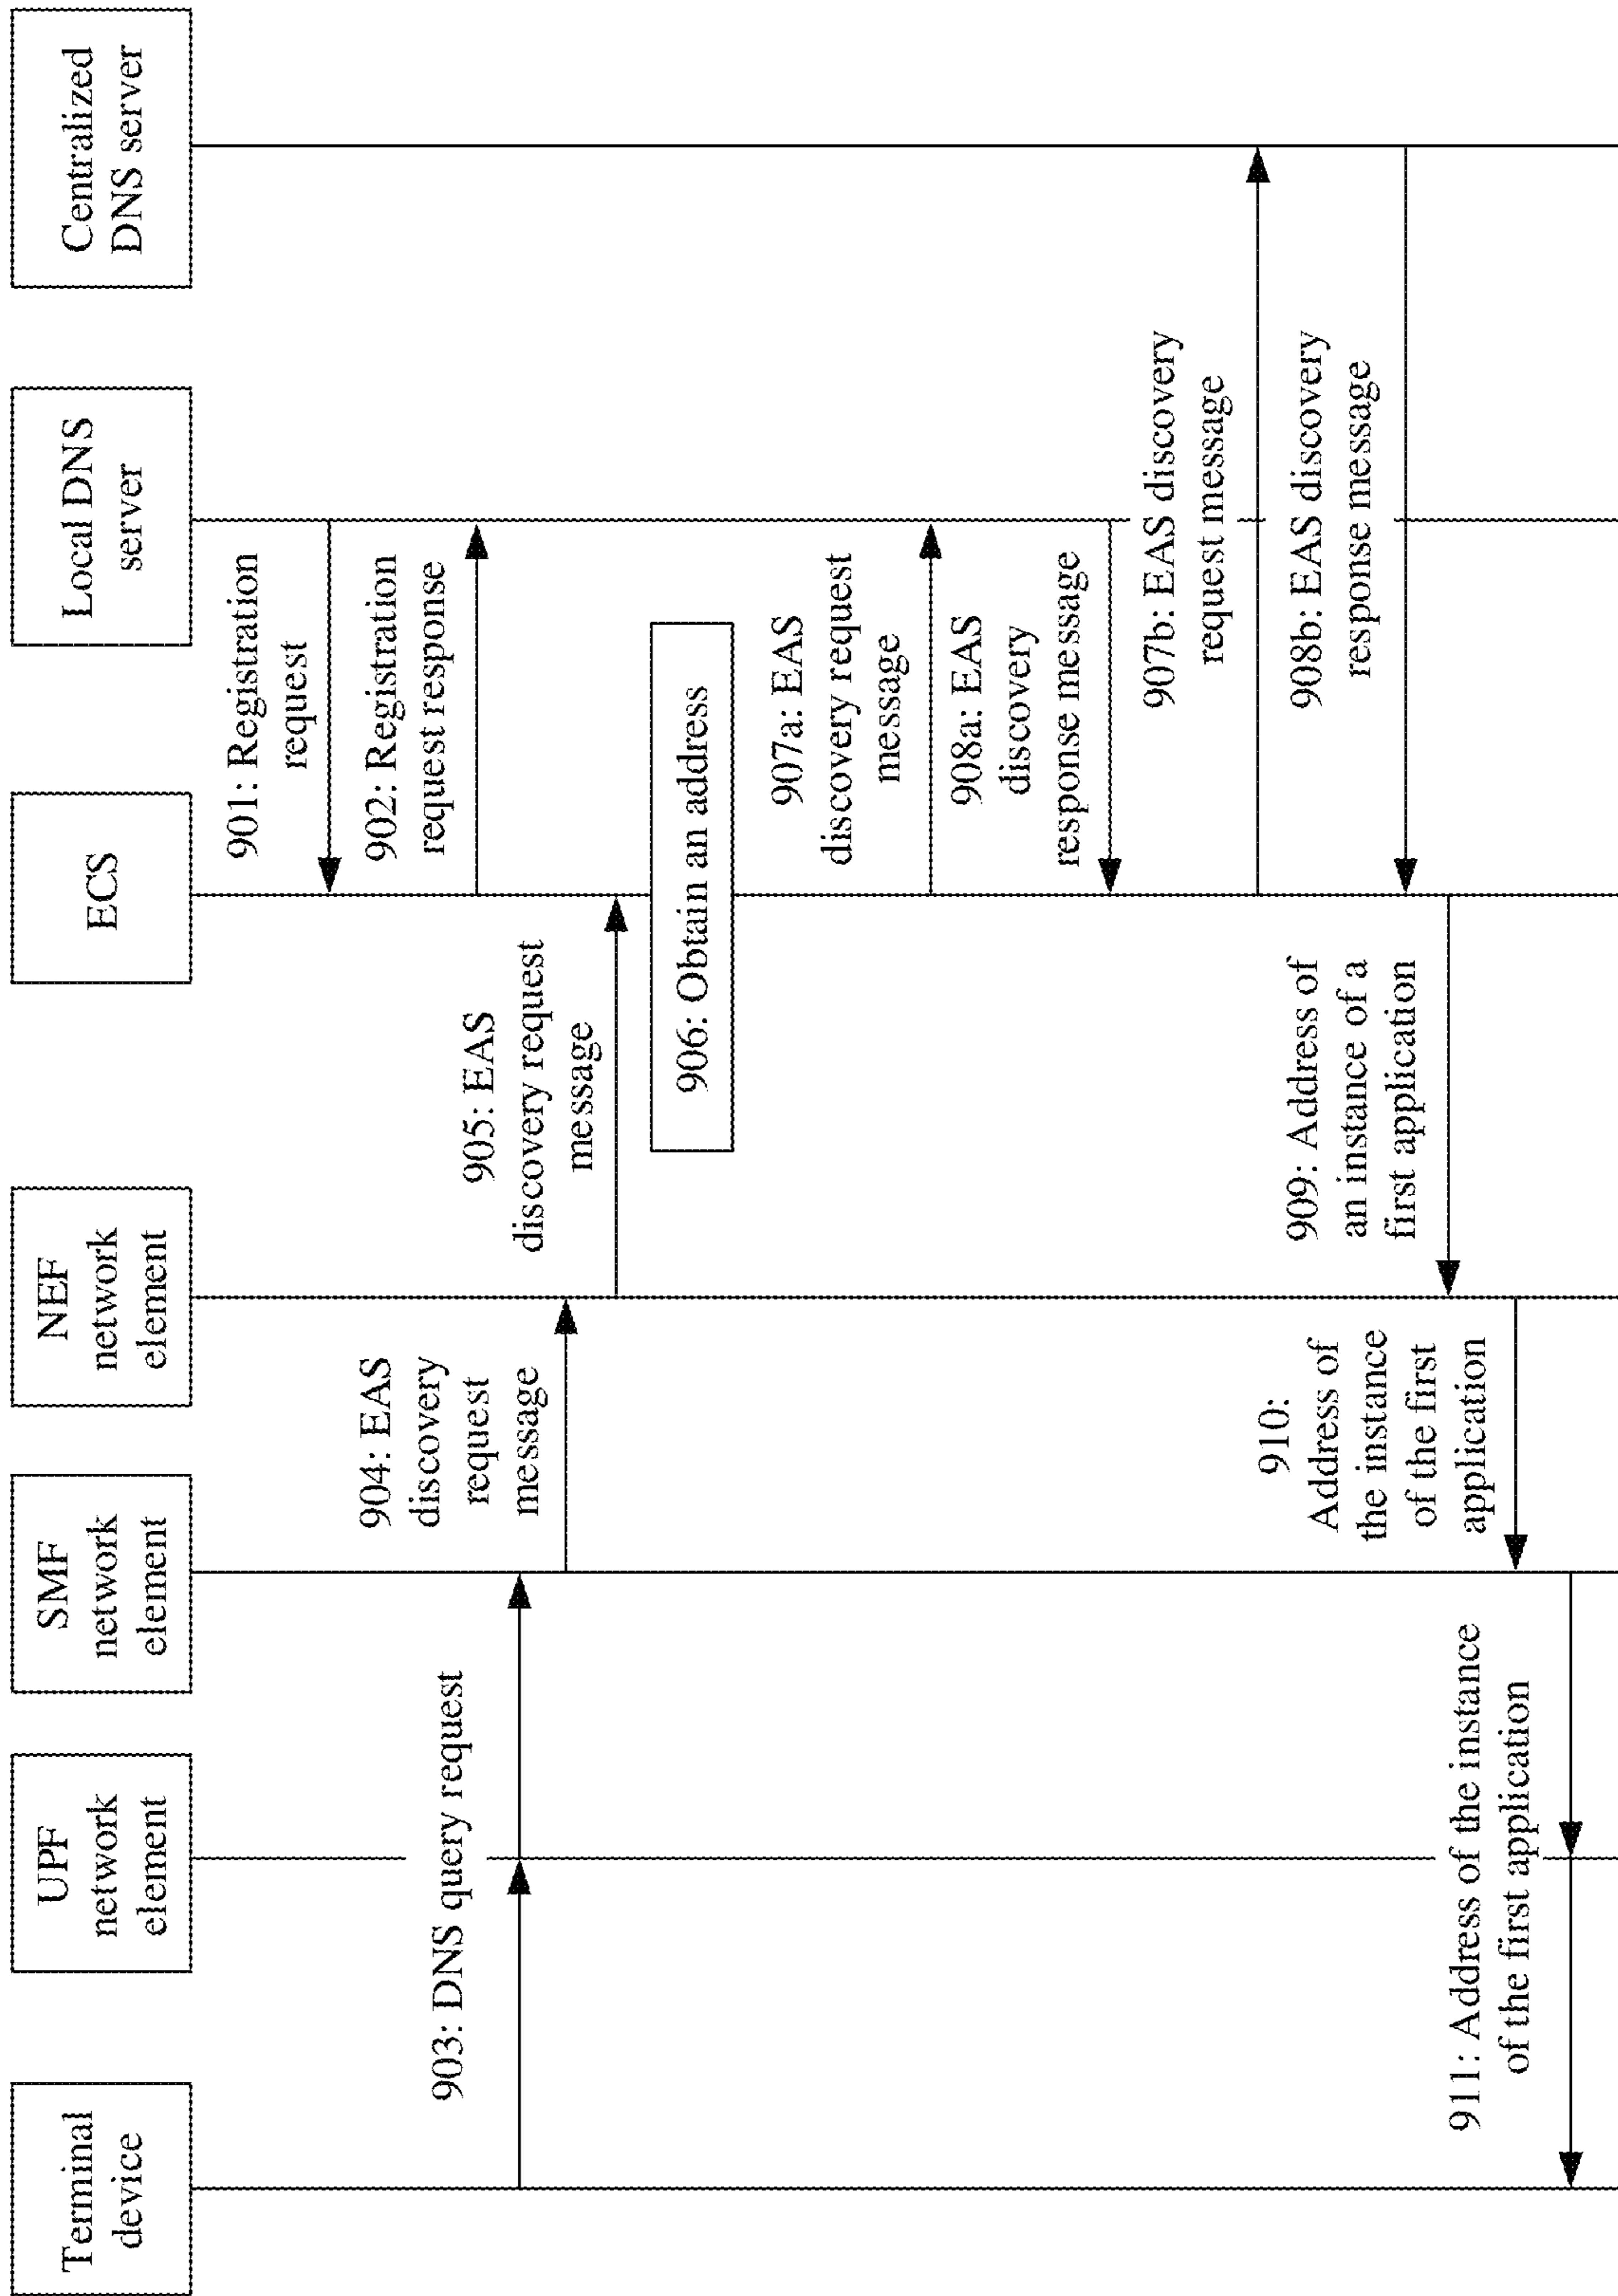 Terminal
device
UPF
network
element
SMF
network
element
NEF
network
element
ECS
Local DNS
server
Centralized
DNS server
901: Registration
request
902: Registration
request response
903: DNS query request
904: EAS
discovery
request
message
905: EAS
discovery request
message
906: Obtain an address
907a: EAS
discovery request
message
908a: EAS
discovery
response message
907b: EAS discovery
request message
908b: EAS discovery
response message
909: Address of
an instance of a
first application
910:
Address of
the instance
of the first
application
911: Address of the instance
of the first application